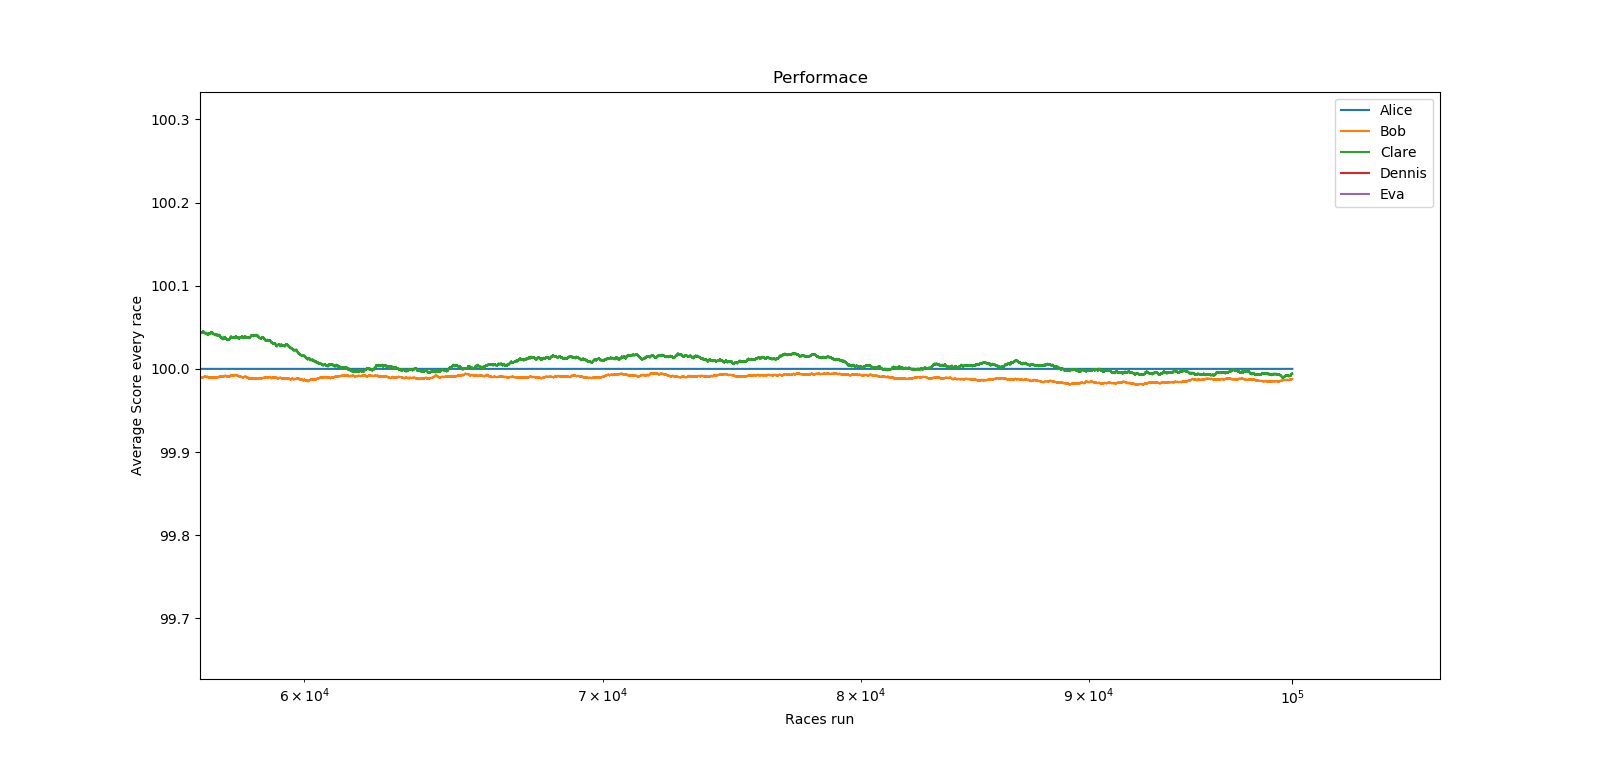 Performace
100.3
100.2
100.1
100.0
99.9
99.8
99.7
Average Score every race
Alice
Bob
Clare
Dennis
Eva
6 × 10⁴
7 × 10⁴
8 × 10⁴
9 × 10⁴
10⁵
Races run